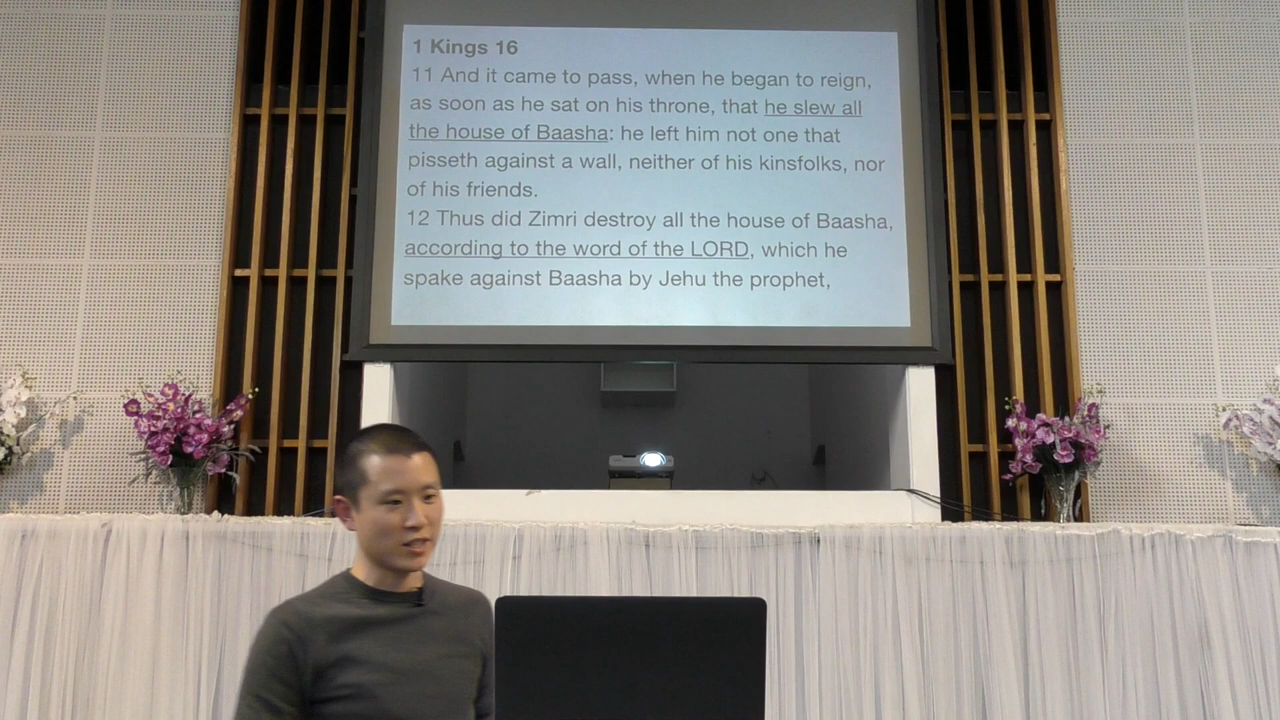 1 Kings 16
11 And it came to pass, when he began to reign,
as soon as he sat on his throne, that he slew all
the house of Baasha: he left him not one that
pisseth against a wall, neither of his kinsfolks, nor
of his friends.
12 Thus did Zimri destroy all the house of Baasha,
according to the word of the LORD, which he
spake against Baasha by Jehu the prophet,